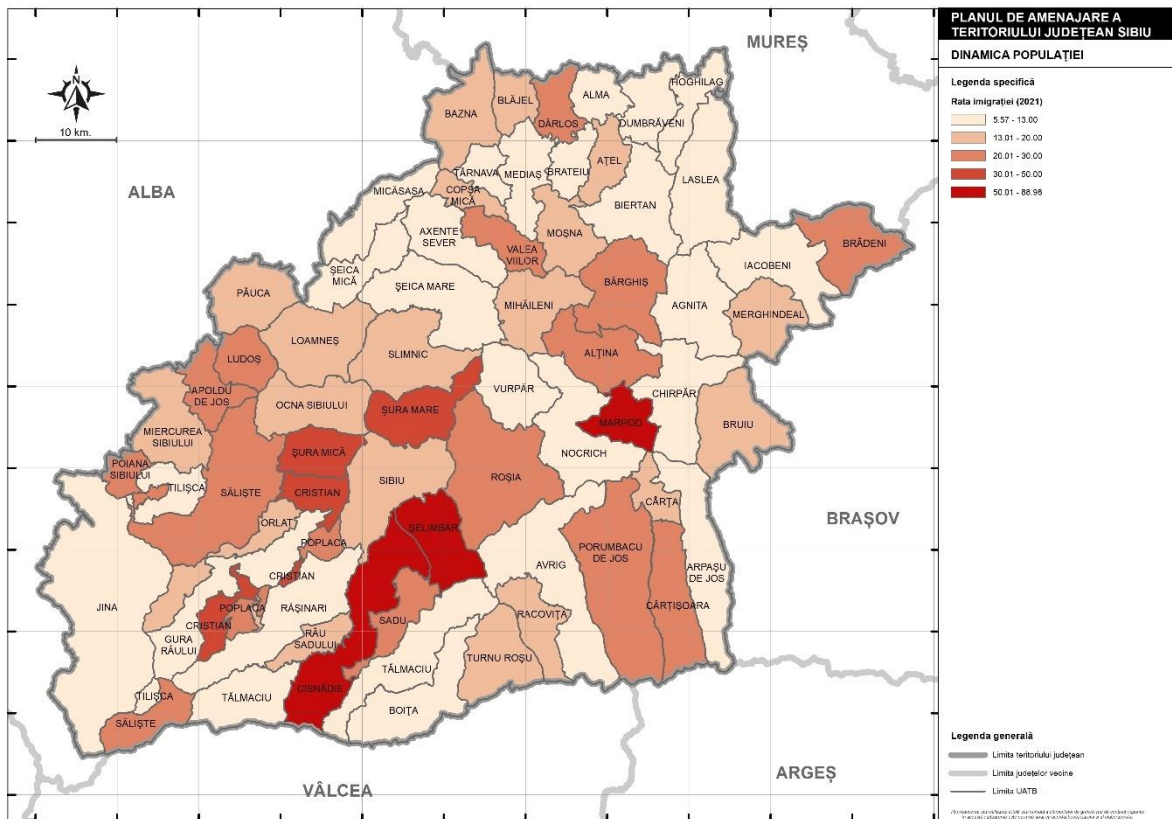 PLANUL DE AMENAJARE A
TERITORIULUI JUDEȚEAN SIBIU
DINAMICA POPULAȚIEI
Legenda specifică
Rata imigrației (2021)
5.57 - 13.00
13.01 - 20.00
20.01 - 30.00
30.01 - 50.00
50.01 - 88.98
N
10 km.
MUREȘ
ALBA
BRAȘOV
ARGEȘ
VÂLCEA
HOGHILAG
BLĂJEL
ALMA
BAZNA
DÂRLOS
DUMBRĂVENI
AȚEL
TÂRNAVA
MEDIAȘ
BRATEIU
LASLEA
MICĂSASA
COPȘA
MICĂ
BIERTAN
AXENTE
SEVER
MOȘNA
VALEA
VIILOR
BRĂDENI
ȘEICA
MICĂ
IACOBENI
ȘEICA MARE
BÂRGHIȘ
PĂUCA
MIHĂILENI
AGNITA
MERGHINDEAL
LOAMNEȘ
SLIMNIC
ALȚINA
LUDOȘ
APOLDU
DE JOS
VURPĂR
CHIRPĂR
OCNA SIBIULUI
ȘURA MARE
MARPOD
BRUIU
MIERCUREA
SIBIULUI
ȘURA MICĂ
NOCRICH
POIANA
SIBIULUI
TILIȘCA
SĂLIȘTE
CRISTIAN
SIBIU
ROȘIA
CÂRȚA
ORLAT
ȘELIMBĂR
POPLACA
PORUMBACU
DE JOS
AVRIG
ARPAȘU
DE JOS
CRISTIAN
JINA
POPLACA
RĂȘINARI
CÂRȚIȘOARA
CRISTIAN
SADU
RACOVIȚA
GURA
RÂULUI
RÂU
SADULUI
TURNU ROȘU
TĂLMACIU
CISNĂDIE
TILIȘCA
TĂLMACIU
BOIȚA
SĂLIȘTE
Legenda generală
Limita teritoriului județean
Limita județelor vecine
Limita UATB